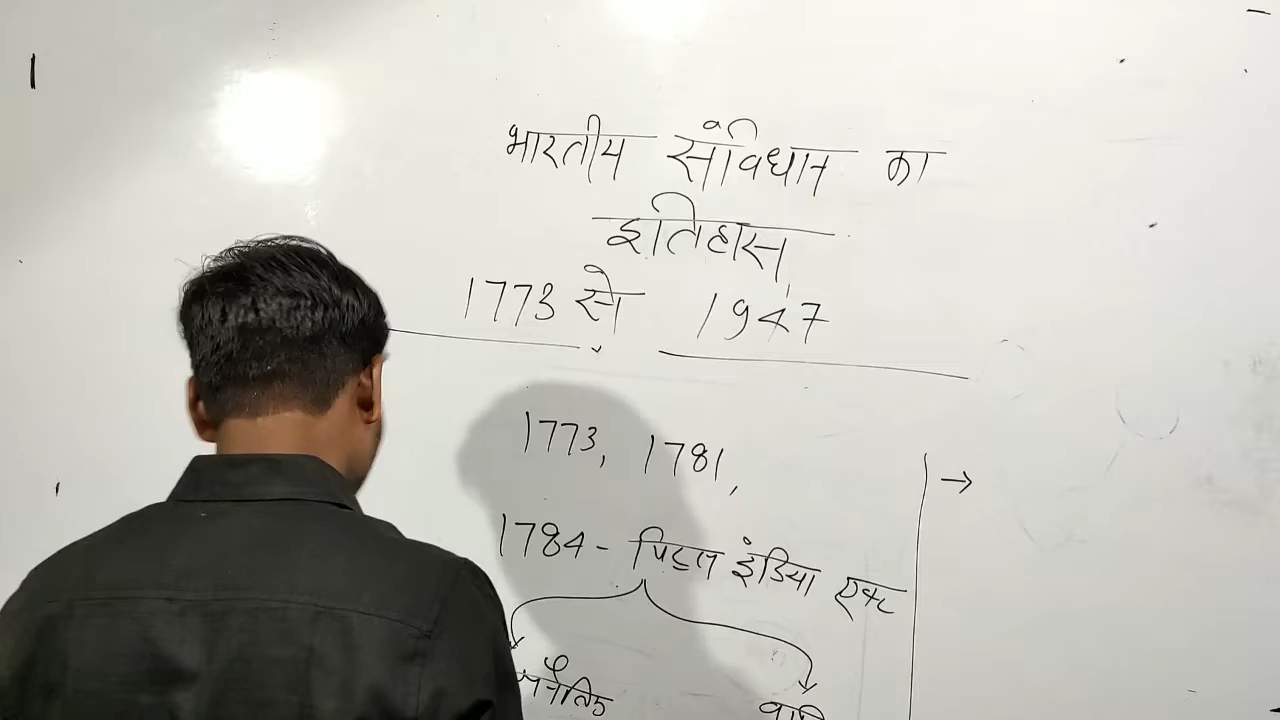 भारतीय संविधान का
इतिहास
1773 से 1947
1773, 1781,
→
1784 - पिट्स इंडिया एक्ट